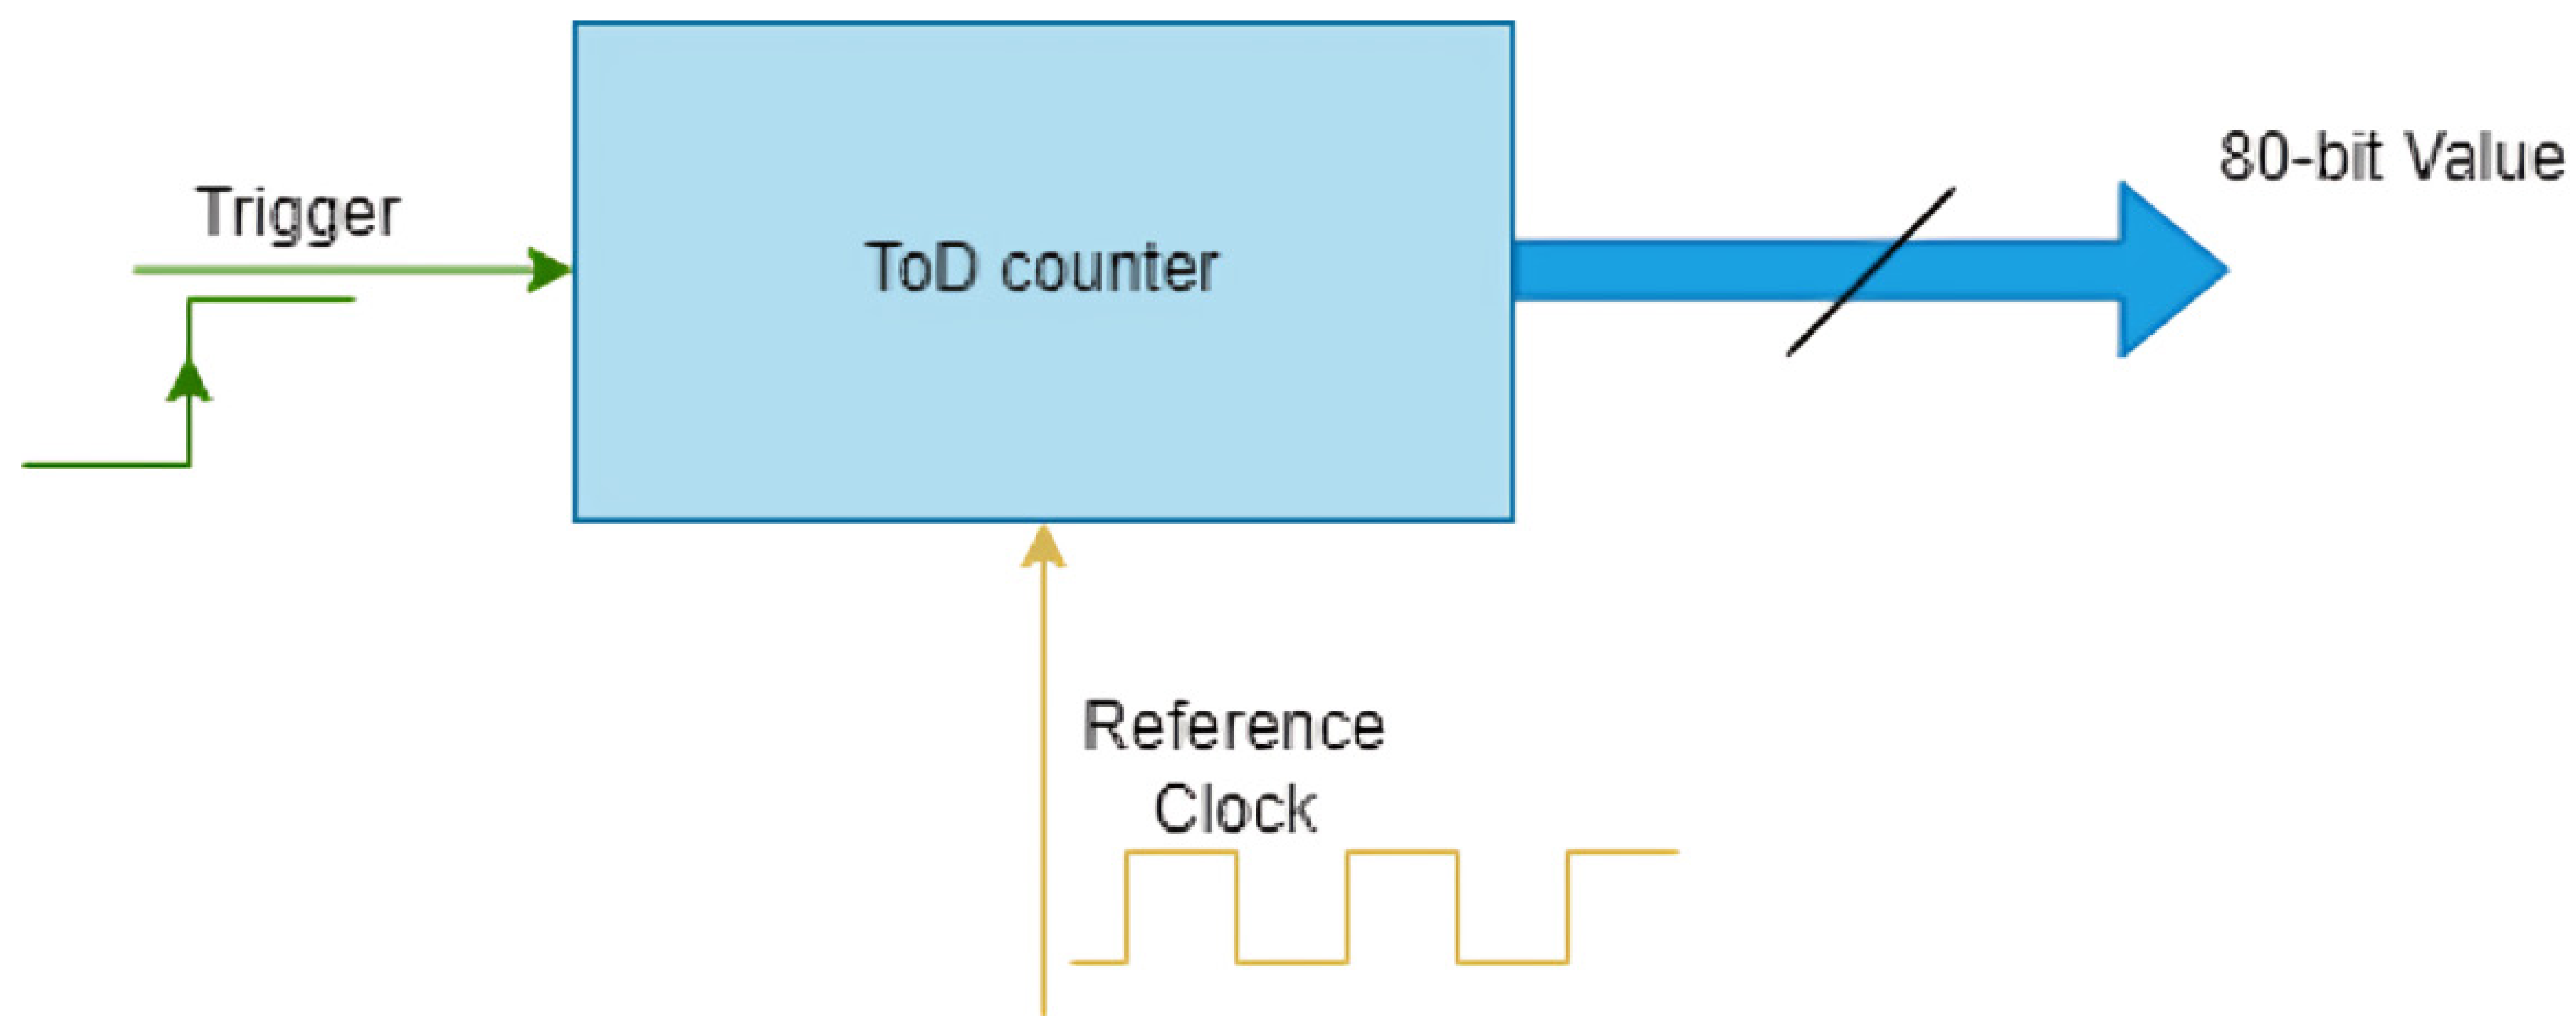 Trigger
ToD counter
80-bit Value
Reference
Clock